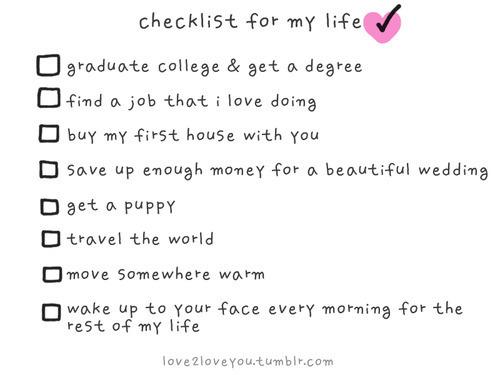 checklist for my life
graduate college & get a degree
find a job that i love doing
buy my first house with you
save up enough money for a beautiful wedding
get a puppy
travel the world
move somewhere warm
wake up to your face every morning for the
rest of my life
love2loveyou.tumblr.com